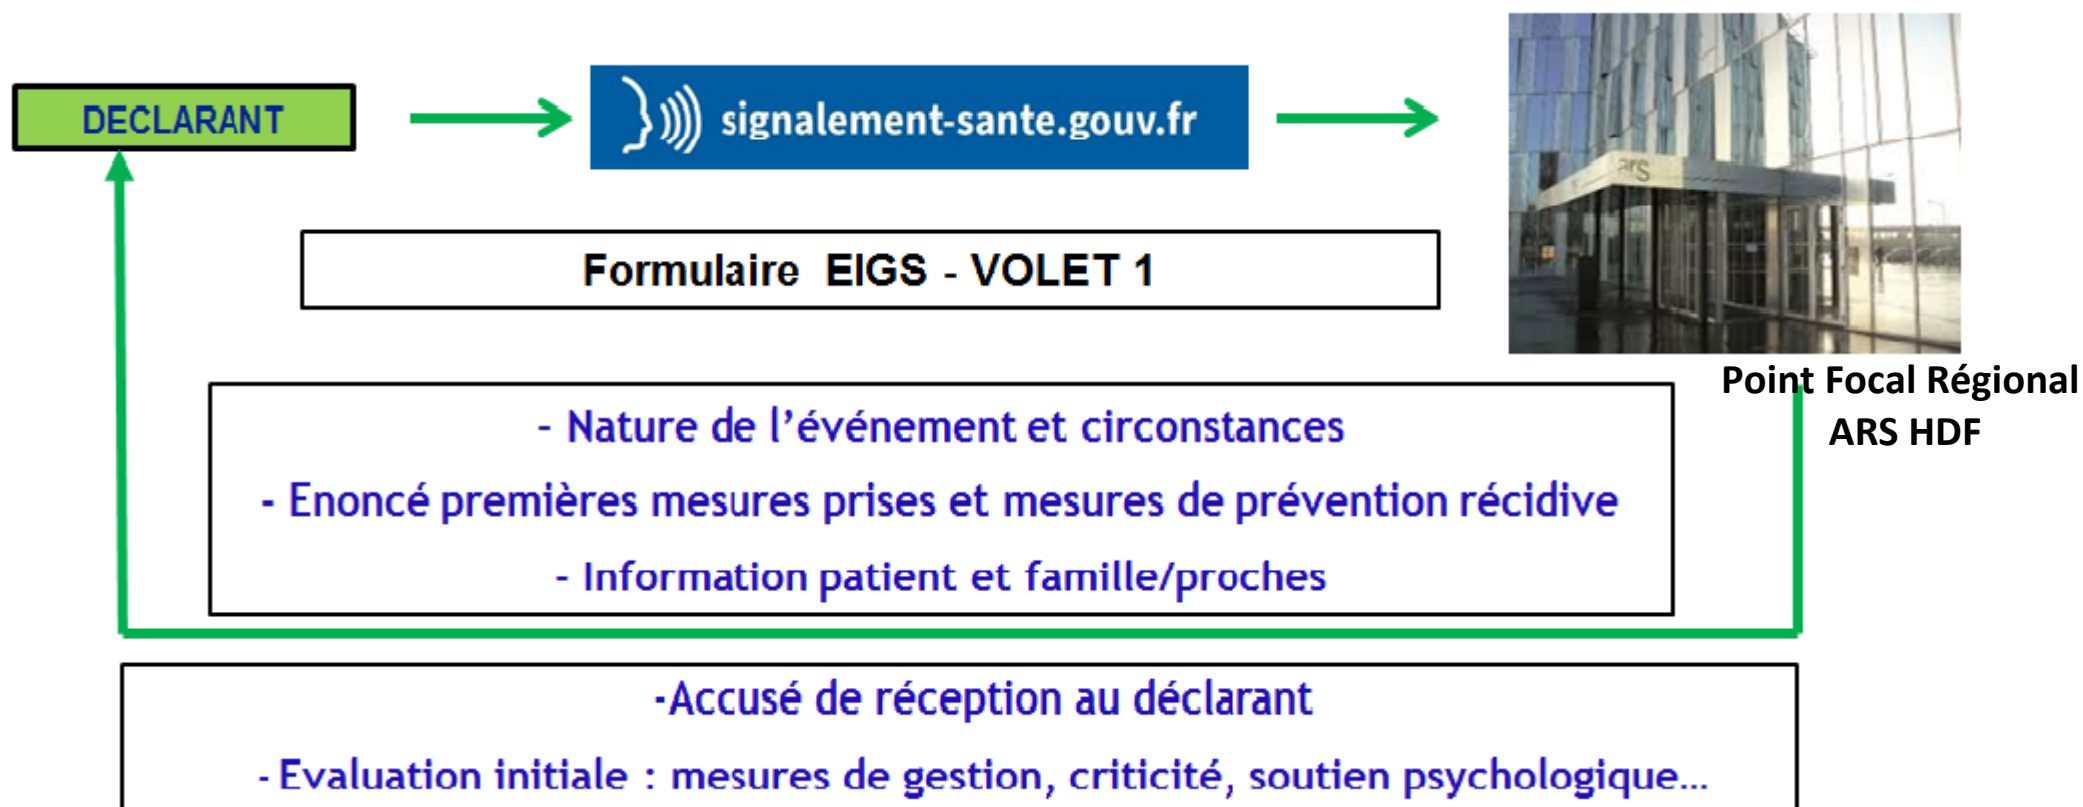 DECLARANT
signalement-sante.gouv.fr
ars
Formulaire EIGS - VOLET 1
Point Focal Régional
ARS HDF
- Nature de l'événement et circonstances
- Enoncé premières mesures prises et mesures de prévention récidive
- Information patient et famille/proches
-Accusé de réception au déclarant
- Evaluation initiale : mesures de gestion, criticité, soutien psychologique...